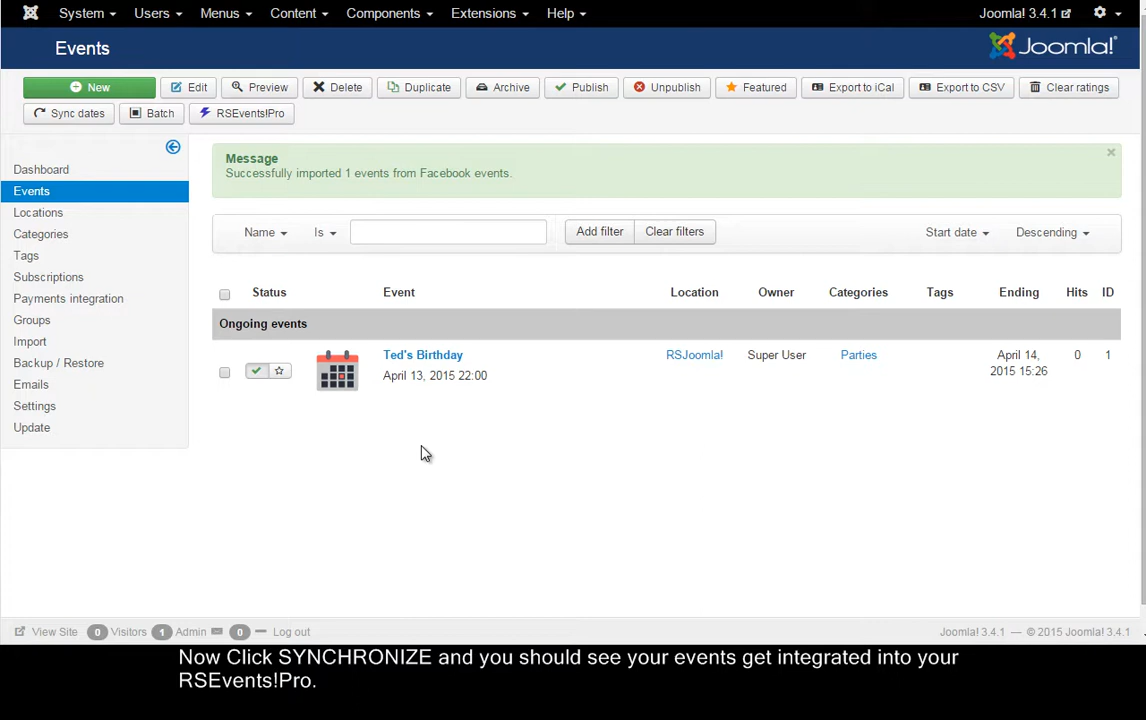 System Users Menus Content Components Extensions Help Joomla! 3.4.1
Events Joomla!
New Edit Preview Delete Duplicate Archive Publish Unpublish Featured Export to iCal Export to CSV Clear ratings
Sync dates Batch RSEvents!Pro
Dashboard
Events
Locations
Categories
Tags
Subscriptions
Payments integration
Groups
Import
Backup / Restore
Emails
Settings
Update
Message
Successfully imported 1 events from Facebook events.
Name Is Add filter Clear filters Start date Descending
Status Event Location Owner Categories Tags Ending Hits ID
Ongoing events
Ted's Birthday RSJoomla! Super User Parties April 14, 0 1
April 13, 2015 22:00 2015 15:26
View Site 0 Visitors 1 Admin 0 Log out Joomla! 3.4.1 — © 2015 Joomla! 3.4.1
Now Click SYNCHRONIZE and you should see your events get integrated into your
RSEvents!Pro.